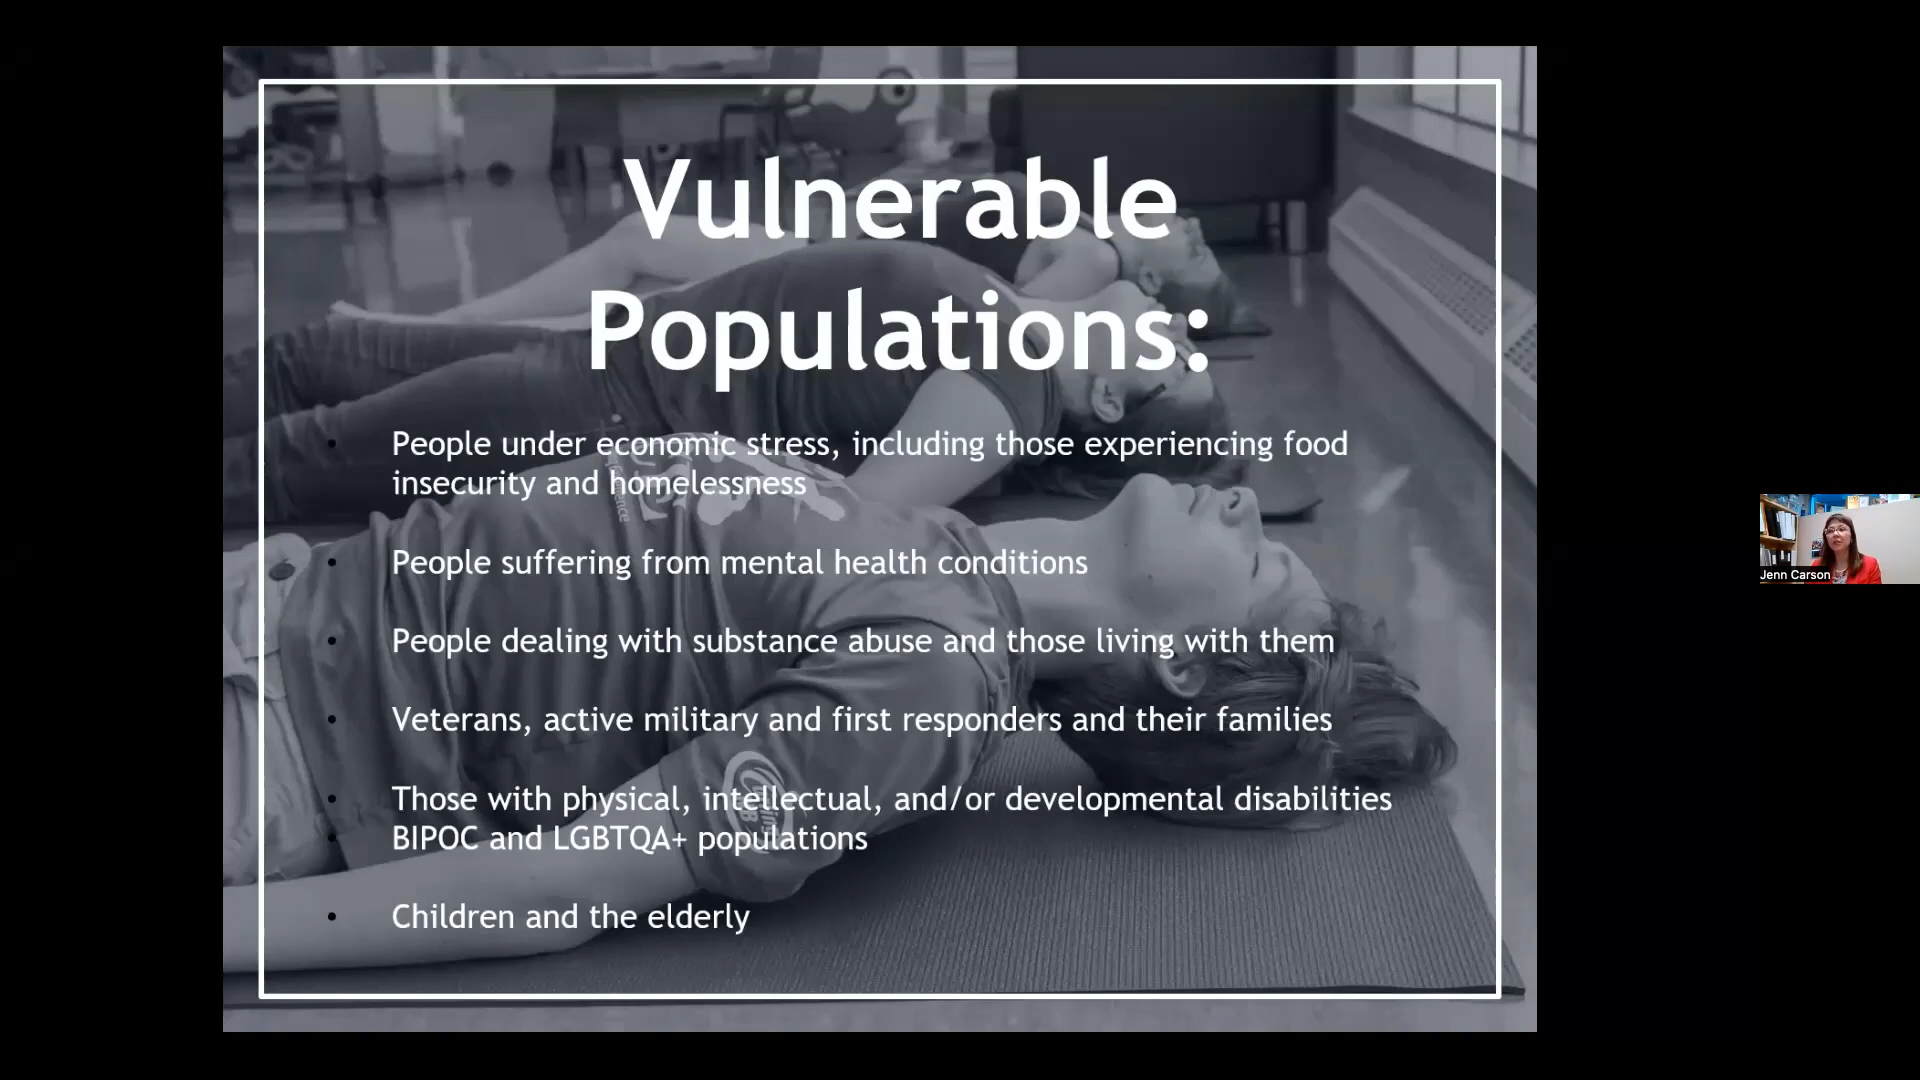 Vulnerable
Populations:
• People under economic stress, including those experiencing food
insecurity and homelessness
• People suffering from mental health conditions
• People dealing with substance abuse and those living with them
• Veterans, active military and first responders and their families
• Those with physical, intellectual, and/or developmental disabilities
• BIPOC and LGBTQA+ populations
• Children and the elderly
Jenn Carson